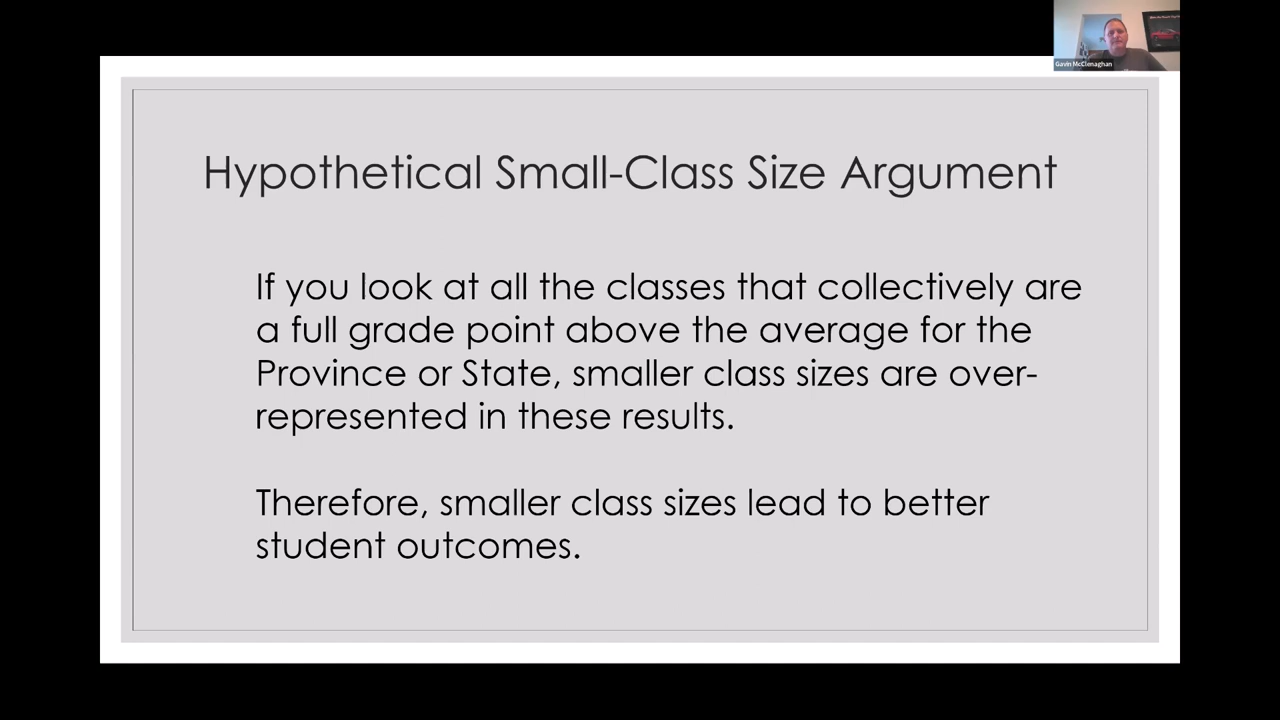 Gavin McClenaghan
Hypothetical Small-Class Size Argument
If you look at all the classes that collectively are
a full grade point above the average for the
Province or State, smaller class sizes are over-
represented in these results.
Therefore, smaller class sizes lead to better
student outcomes.